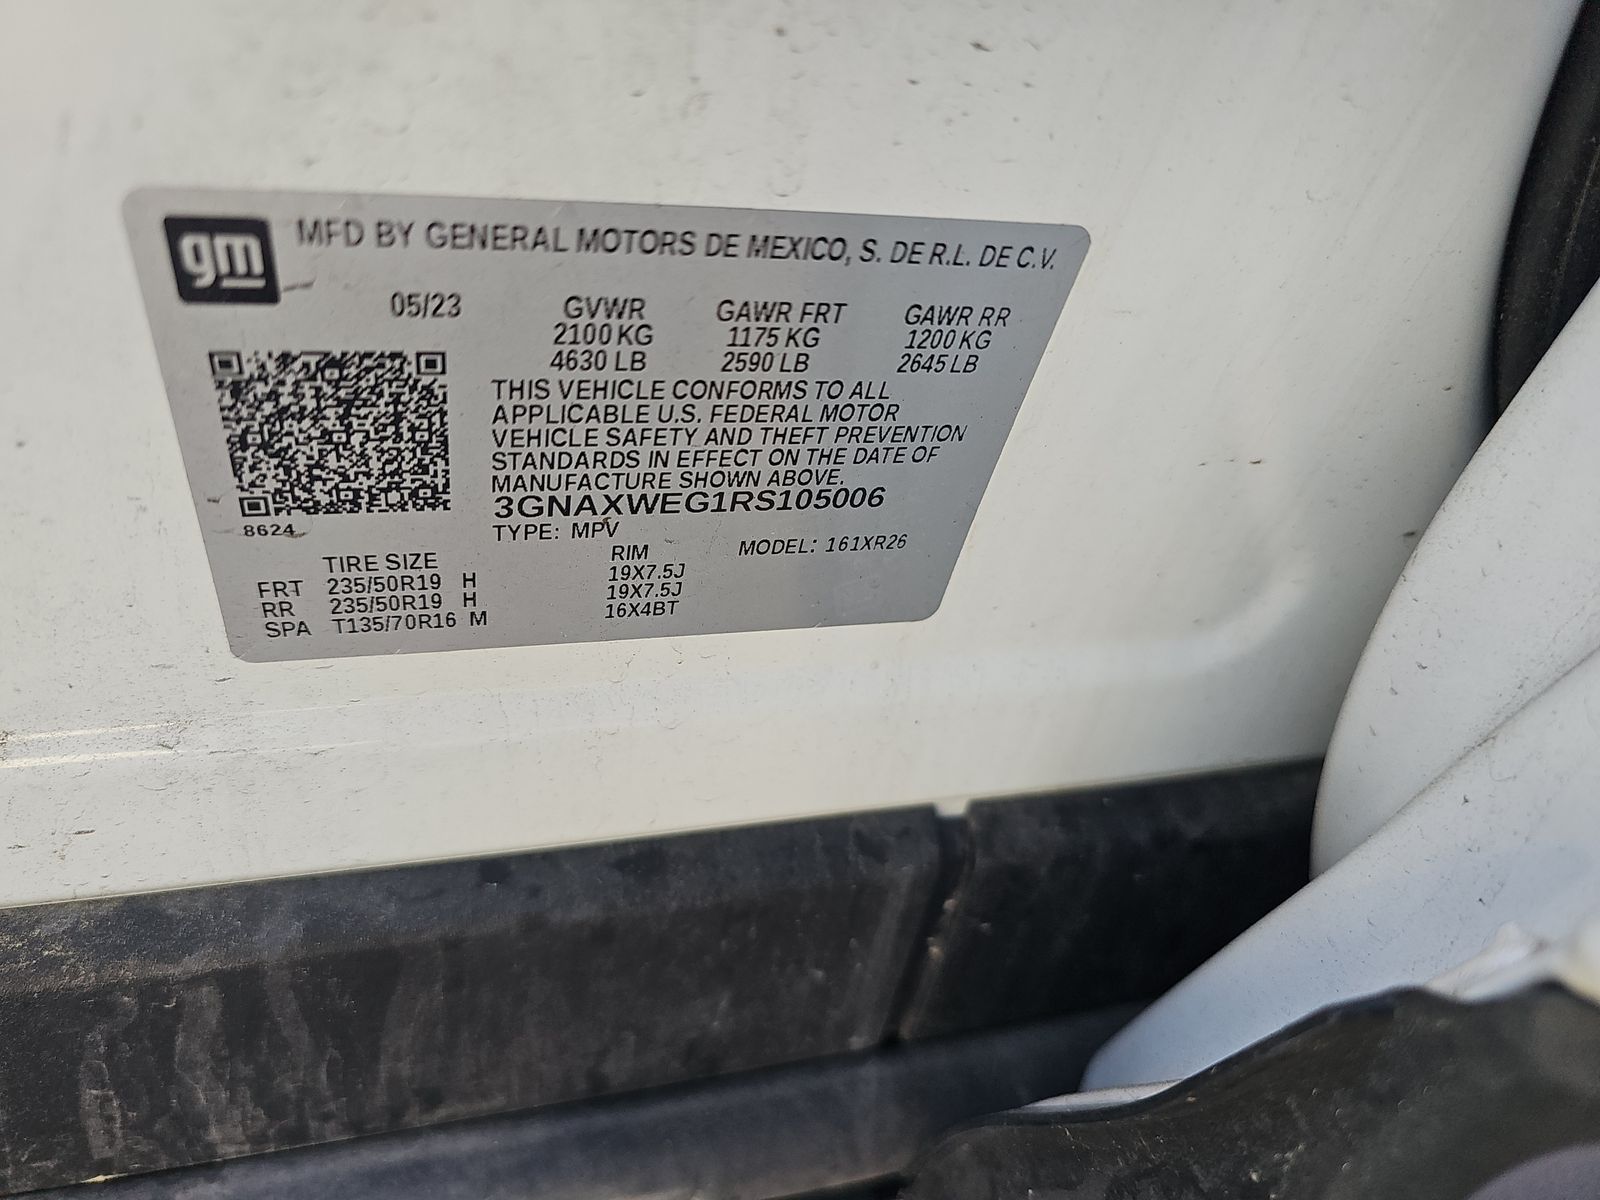 gm MFD BY GENERAL MOTORS DE MEXICO, S. DE R.L. DE C.V.
05/23 GVWR GAWR FRT GAWR RR
2100 KG 1175 KG 1200 KG
4630 LB 2590 LB 2645 LB
THIS VEHICLE CONFORMS TO ALL
APPLICABLE U.S. FEDERAL MOTOR
VEHICLE SAFETY AND THEFT PREVENTION
STANDARDS IN EFFECT ON THE DATE OF
MANUFACTURE SHOWN ABOVE.
3GNAXWEG1RS105006
8624 TYPE: MPV MODEL: 161XR26
TIRE SIZE RIM
FRT 235/50R19 H 19X7.5J
RR 235/50R19 H 19X7.5J
SPA T135/70R16 M 16X4BT